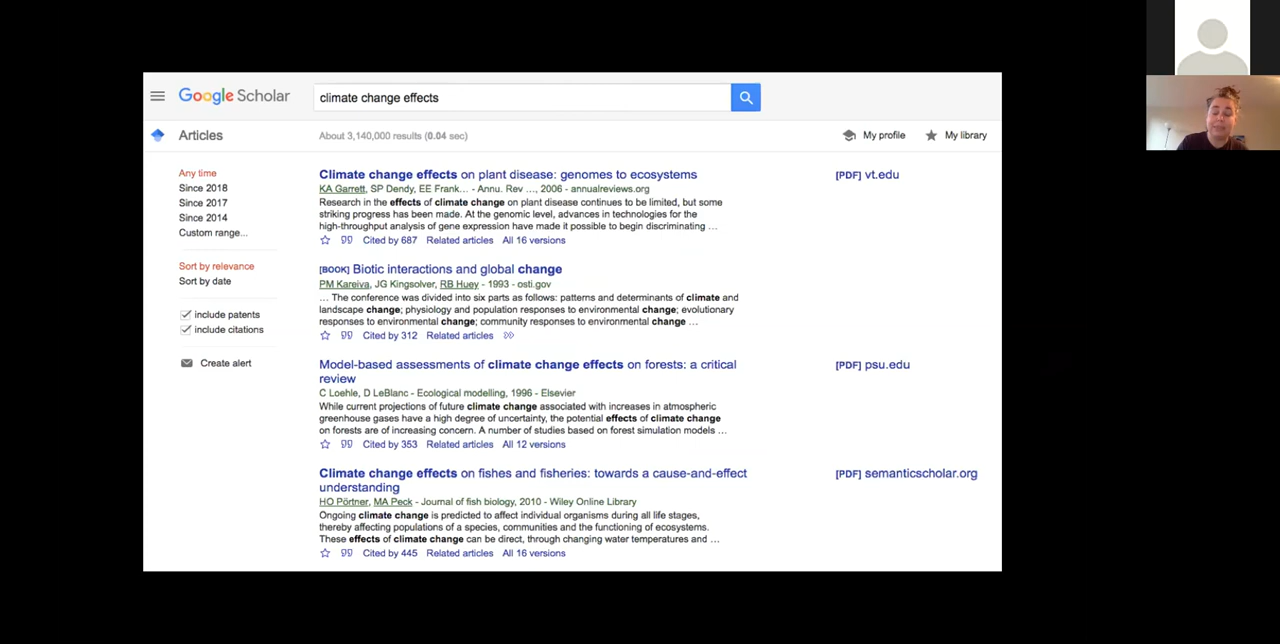 Google Scholar
climate change effects
Articles
About 3,140,000 results (0.04 sec)
My profile
My library
Any time
Since 2018
Since 2017
Since 2014
Custom range...
Sort by relevance
Sort by date
include patents
include citations
Create alert
Climate change effects on plant disease: genomes to ecosystems
[PDF] vt.edu
KA Garrett, SP Dendy, EE Frank... - Annu. Rev ..., 2006 - annualreviews.org
Research in the effects of climate change on plant disease continues to be limited, but some
striking progress has been made. At the genomic level, advances in technologies for the
high-throughput analysis of gene expression have made it possible to begin discriminating ...
Cited by 687 Related articles All 16 versions
[BOOK] Biotic interactions and global change
PM Kareiva, JG Kingsolver, RB Huey - 1993 - osti.gov
... The conference was divided into six parts as follows: patterns and determinants of climate and
landscape change; physiology and population responses to environmental change; evolutionary
responses to environmental change; community responses to environmental change ...
Cited by 312 Related articles
Model-based assessments of climate change effects on forests: a critical
review
[PDF] psu.edu
C Loehle, D LeBlanc - Ecological modelling, 1996 - Elsevier
While current projections of future climate change associated with increases in atmospheric
greenhouse gases have a high degree of uncertainty, the potential effects of climate change
on forests are of increasing concern. A number of studies based on forest simulation models ...
Cited by 353 Related articles All 12 versions
Climate change effects on fishes and fisheries: towards a cause-and-effect
understanding
[PDF] semanticscholar.org
HO Pörtner, MA Peck - Journal of fish biology, 2010 - Wiley Online Library
Ongoing climate change is predicted to affect individual organisms during all life stages,
thereby affecting populations of a species, communities and the functioning of ecosystems.
These effects of climate change can be direct, through changing water temperatures and ...
Cited by 445 Related articles All 16 versions